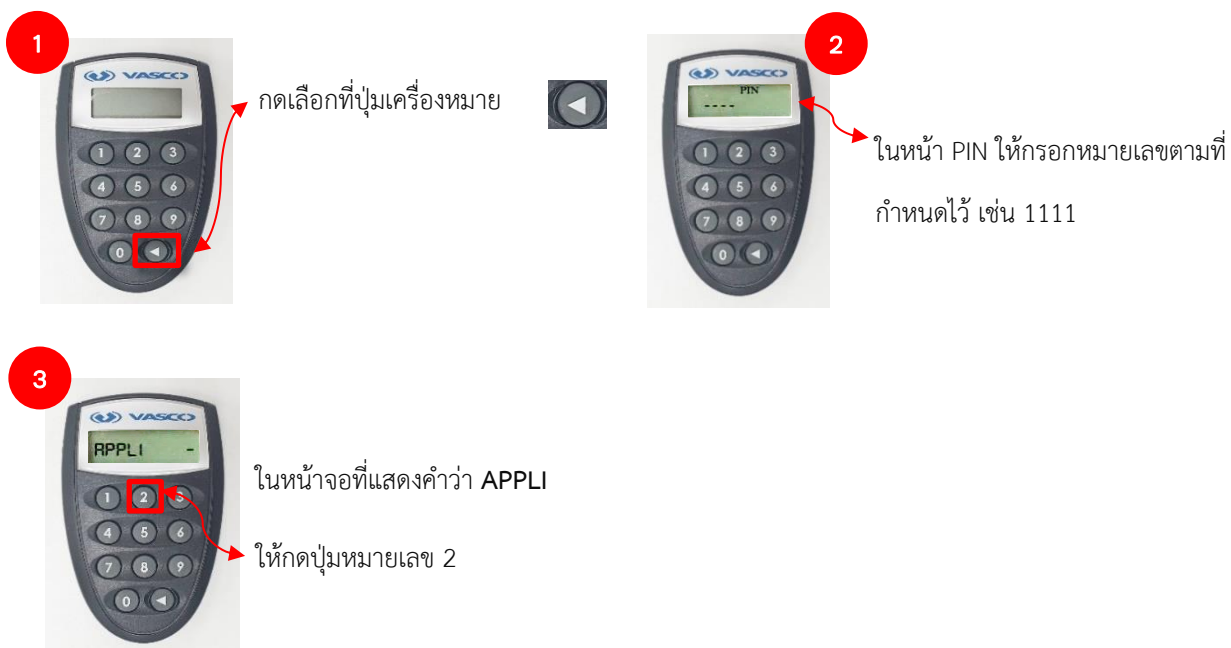 1
VASCO
กดเลือกที่ปุ่มเครื่องหมาย
1 2 3
4 5 6
7 8 9
0
2
VASCO
PIN
----
ในหน้า PIN ให้กรอกหมายเลขตามที่
กำหนดไว้ เช่น 1111
1 2 3
4 5 6
7 8 9
0
3
VASCO
APPLI -
ในหน้าจอที่แสดงคำว่า APPLI
ให้กดปุ่มหมายเลข 2
1 2 3
4 5 6
7 8 9
0